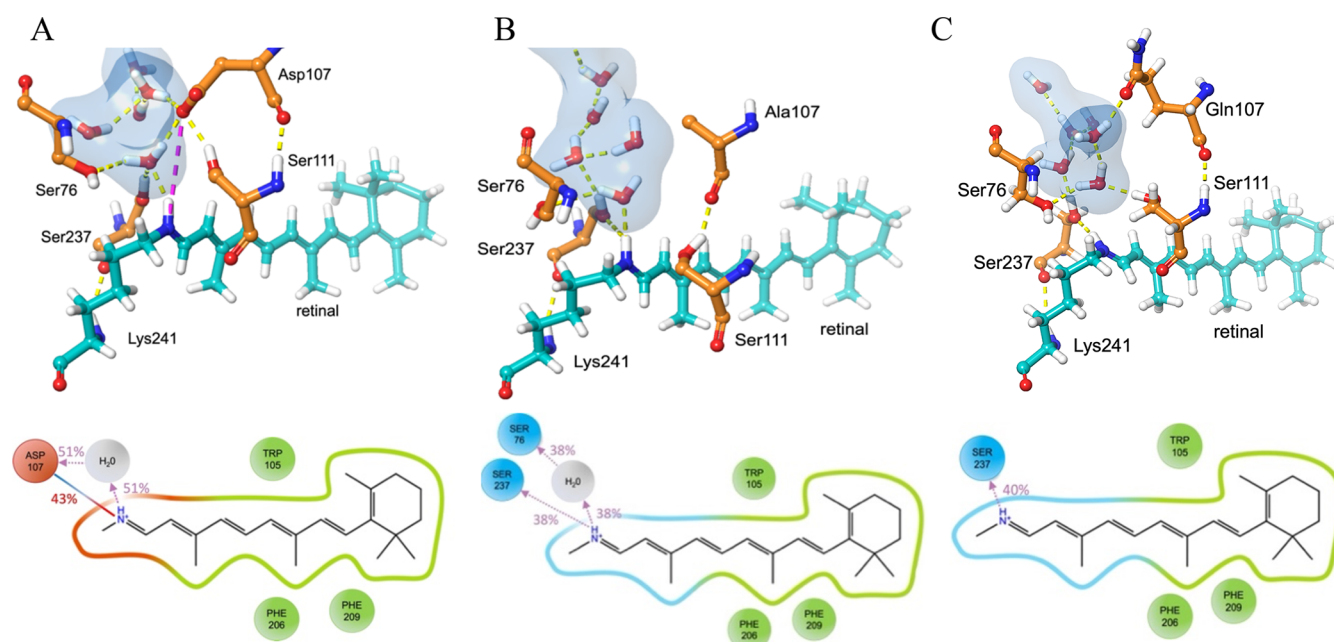 A
Asp107
Ser76
Ser111
Ser237
retinal
Lys241
B
Ala107
Ser76
Ser237
retinal
Ser111
Lys241
C
Gln107
Ser76
Ser111
Ser237
retinal
Lys241
ASP
107
51%
H₂0
51%
43%
TRP
105
H
N⁺
PHE
206
PHE
209
SER
76
38%
SER
237
H₂0
38%
38%
TRP
105
H
N⁺
PHE
206
PHE
209
SER
237
40%
TRP
105
H
N⁺
PHE
206
PHE
209